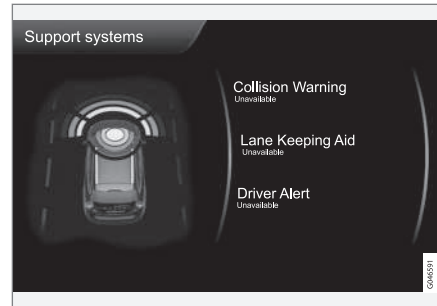 Support systems
Collision Warning
Unavailable
Lane Keeping Aid
Unavailable
Driver Alert
Unavailable
G046591